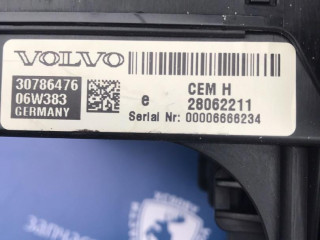 VOLVO
30786476
06W383
GERMANY
e
CEM H
28062211
Serial Nr: 00006666234